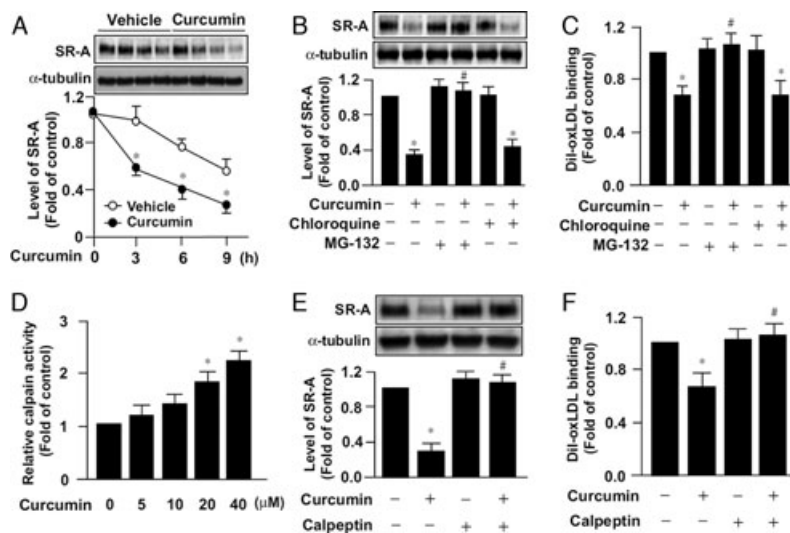 A
Vehicle Curcumin
SR-A
α-tubulin
Level of SR-A
(Fold of control)
1.2
0.8
0.4
0
* * *
Vehicle
Curcumin
Curcumin 0 3 6 9 (h)
B
SR-A
α-tubulin
Level of SR-A
(Fold of control)
1.2
0.8
0.4
0.0
* # *
Curcumin – + – + – +
Chloroquine – – – – + +
MG-132 – – + + – –
C
DiI-oxLDL binding
(Fold of control)
1.2
0.8
0.4
0.0
* # *
Curcumin – + – + – +
Chloroquine – – – – + +
MG-132 – – + + – –
D
Relative calpain activity
(Fold of control)
3
2
1
0
* *
Curcumin 0 5 10 20 40 (μM)
E
SR-A
α-tubulin
Level of SR-A
(Fold of control)
1.2
0.8
0.4
0.0
* #
Curcumin – + – +
Calpeptin – – + +
F
DiI-oxLDL binding
(Fold of control)
1.2
0.8
0.4
0.0
* #
Curcumin – + – +
Calpeptin – – + +